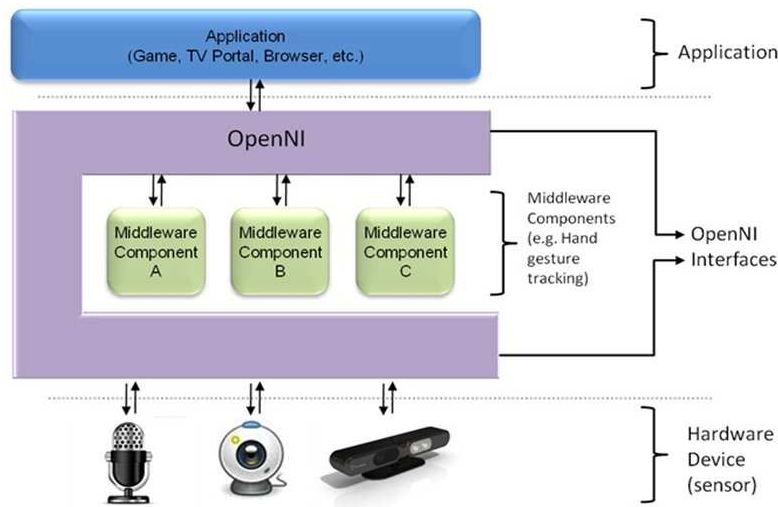 Application
(Game, TV Portal, Browser, etc.)
Application
OpenNI
Middleware
Component
A
Middleware
Component
B
Middleware
Component
C
Middleware
Components
(e.g. Hand
gesture
tracking)
OpenNI
Interfaces
Hardware
Device
(sensor)